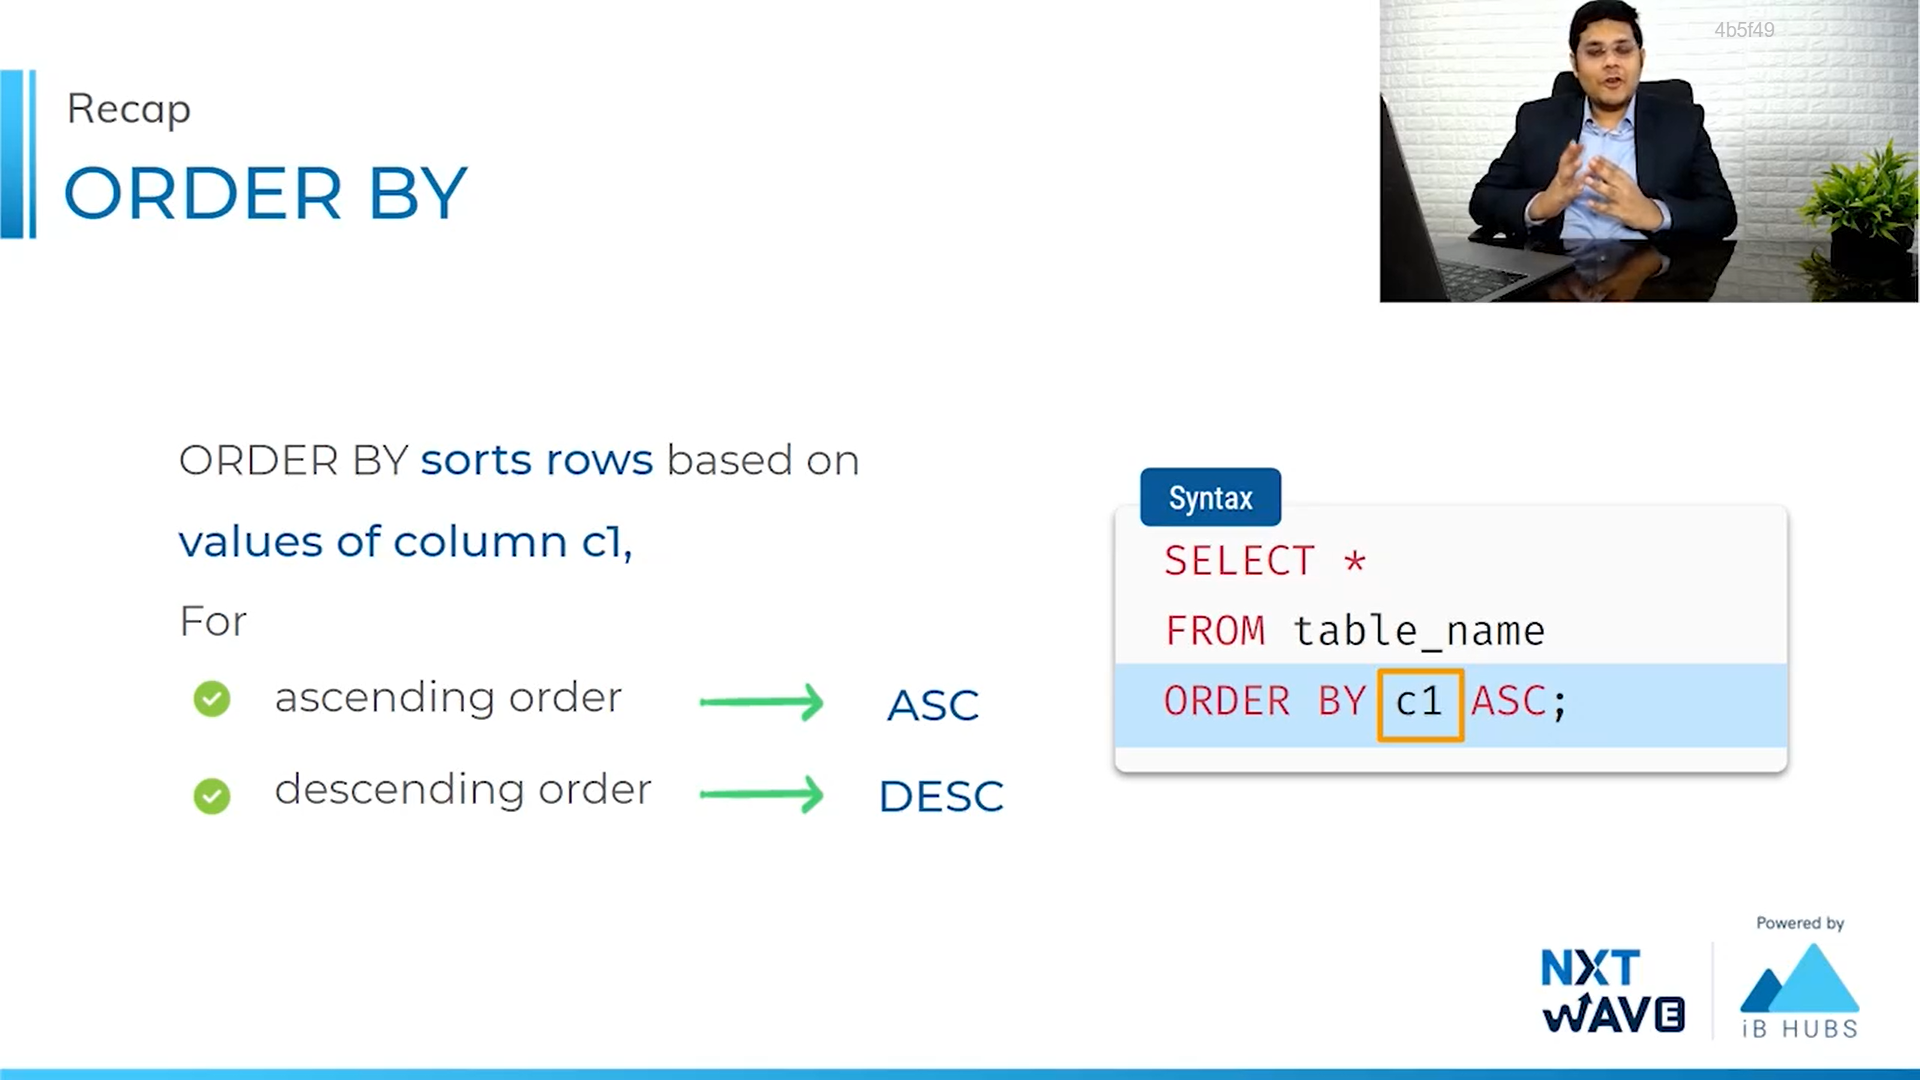 4b5f49
Recap
ORDER BY
ORDER BY sorts rows based on
values of column c1,
For
ascending order ASC
descending order DESC
Syntax
SELECT *
FROM table_name
ORDER BY c1 ASC;
Powered by
NXT
WAVE
iB HUBS